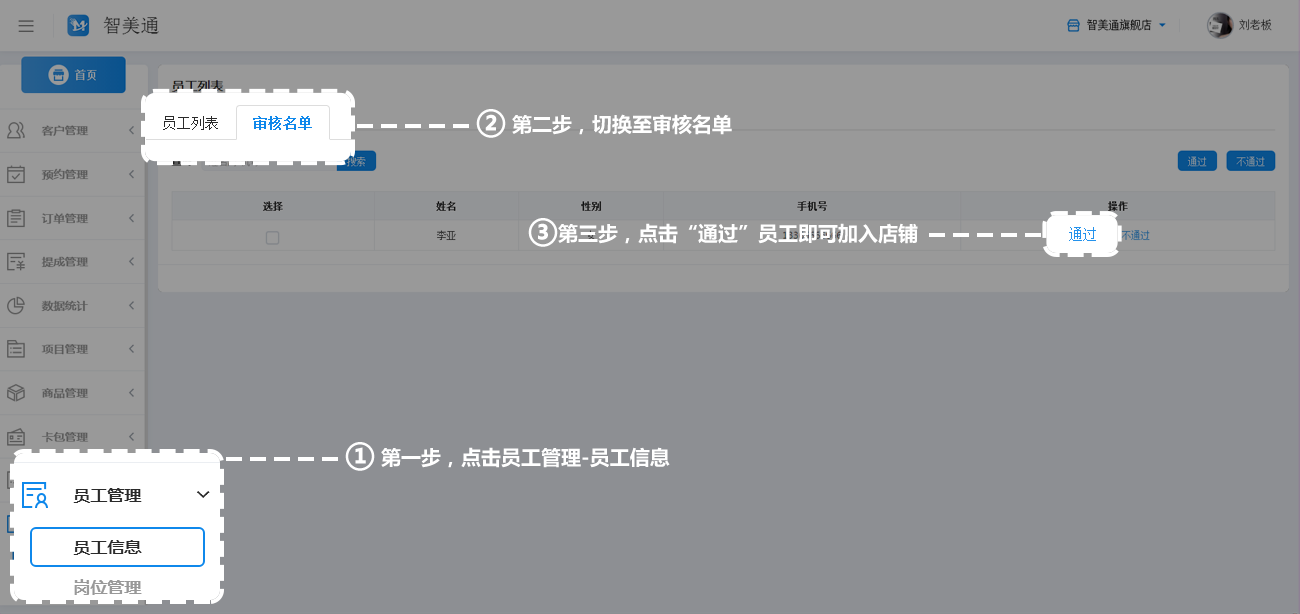 智美通
智美通旗舰店
刘老板
首页
员工列表
员工列表
审核名单
② 第二步，切换至审核名单
搜索
通过
不通过
客户管理
预约管理
订单管理
提成管理
数据统计
项目管理
商品管理
卡包管理
选择
姓名
性别
手机号
操作
李亚
③第三步，点击“通过”员工即可加入店铺
通过
不通过
① 第一步，点击员工管理-员工信息
员工管理
员工信息
岗位管理